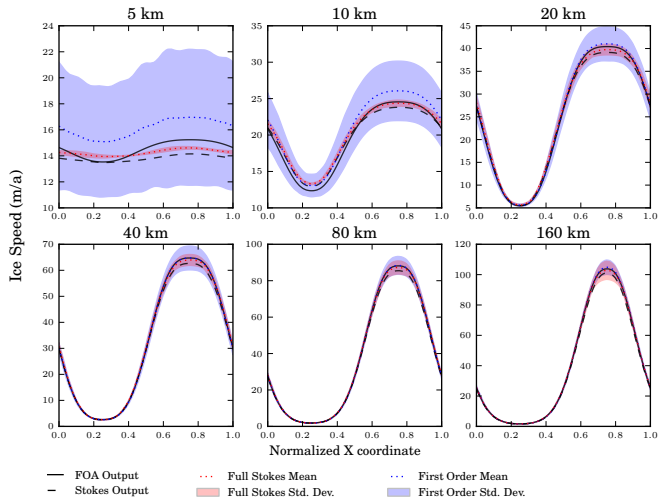 5 km
10 km
20 km
24
22
20
18
16
14
12
10
0.0 0.2 0.4 0.6 0.8 1.0
35
30
25
20
15
10
0.0 0.2 0.4 0.6 0.8 1.0
45
40
35
30
25
20
15
10
5
0.0 0.2 0.4 0.6 0.8 1.0
Ice Speed (m/a)
40 km
80 km
160 km
70
60
50
40
30
20
10
0
0.0 0.2 0.4 0.6 0.8 1.0
100
80
60
40
20
0
0.0 0.2 0.4 0.6 0.8 1.0
120
100
80
60
40
20
0
0.0 0.2 0.4 0.6 0.8 1.0
Normalized X coordinate
FOA Output
Stokes Output
Full Stokes Mean
Full Stokes Std. Dev.
First Order Mean
First Order Std. Dev.